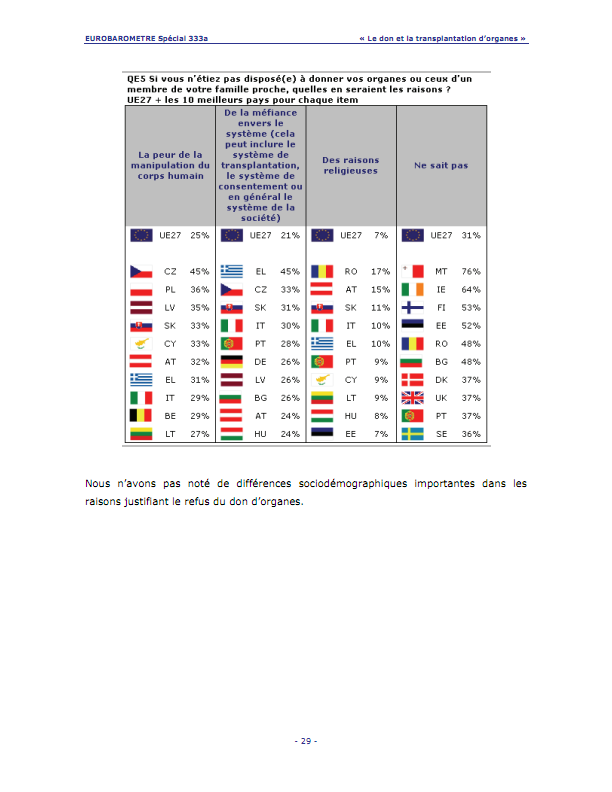 EUROBAROMETRE Spécial 333a « Le don et la transplantation d'organes »
QE5 Si vous n'étiez pas disposé(e) à donner vos organes ou ceux d'un
membre de votre famille proche, quelles en seraient les raisons ?
UE27 + les 10 meilleurs pays pour chaque item
La peur de la
manipulation du
corps humain
De la méfiance
envers le
système (cela
peut inclure le
système de
transplantation,
le système de
consentement ou
en général le
système de la
société)
Des raisons
religieuses
Ne sait pas
UE27 25% UE27 21% UE27 7% UE27 31%
CZ 45% EL 45% RO 17% MT 76%
PL 36% CZ 33% AT 15% IE 64%
LV 35% SK 31% SK 11% FI 53%
SK 33% IT 30% IT 10% EE 52%
CY 33% PT 28% EL 10% RO 48%
AT 32% DE 26% PT 9% BG 48%
EL 31% LV 26% CY 9% DK 37%
IT 29% BG 26% LT 9% UK 37%
BE 29% AT 24% HU 8% PT 37%
LT 27% HU 24% EE 7% SE 36%
Nous n'avons pas noté de différences sociodémographiques importantes dans les
raisons justifiant le refus du don d'organes.
- 29 -